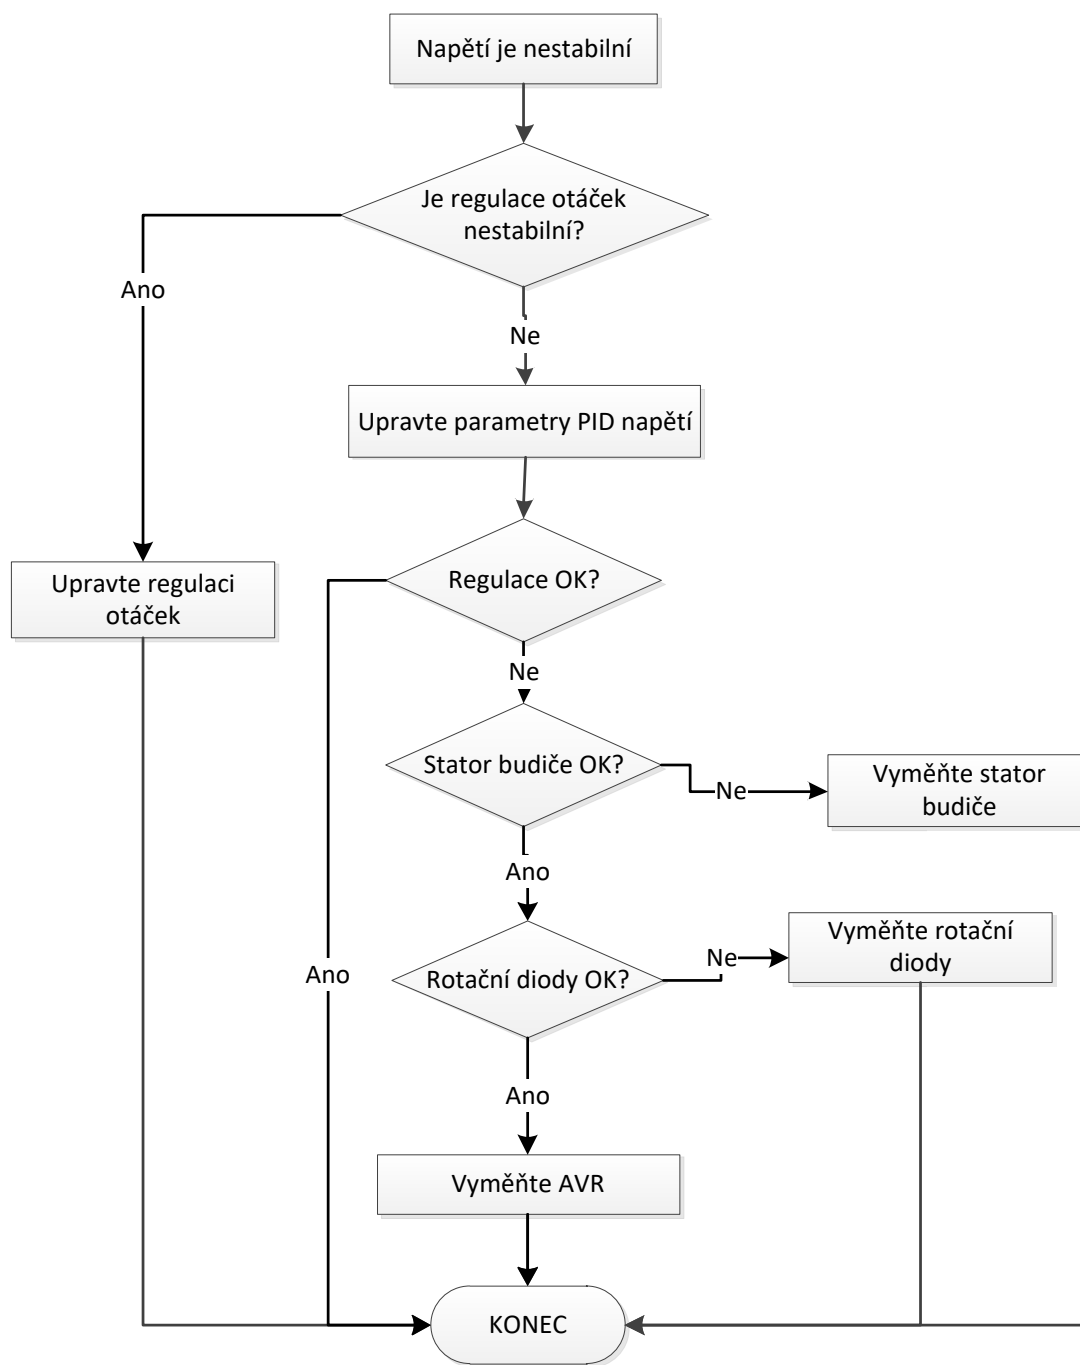 Napětí je nestabilní
Je regulace otáček
nestabilní?
Ano
Ne
Upravte parametry PID napětí
Upravte regulaci
otáček
Regulace OK?
Ne
Stator budiče OK?
Ne
Vyměňte stator
budiče
Ano
Vyměňte rotační
diody
Ne
Rotační diody OK?
Ano
Ano
Vyměňte AVR
KONEC